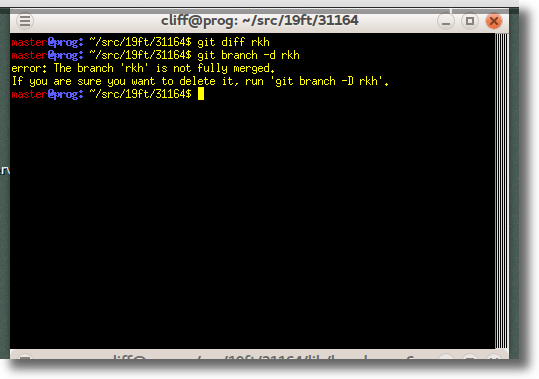 cliff@prog: ~/src/19ft/31164
master@prog: ~/src/19ft/31164$ git diff rkh
master@prog: ~/src/19ft/31164$ git branch -d rkh
error: The branch 'rkh' is not fully merged.
If you are sure you want to delete it, run 'git branch -D rkh'.
master@prog: ~/src/19ft/31164$